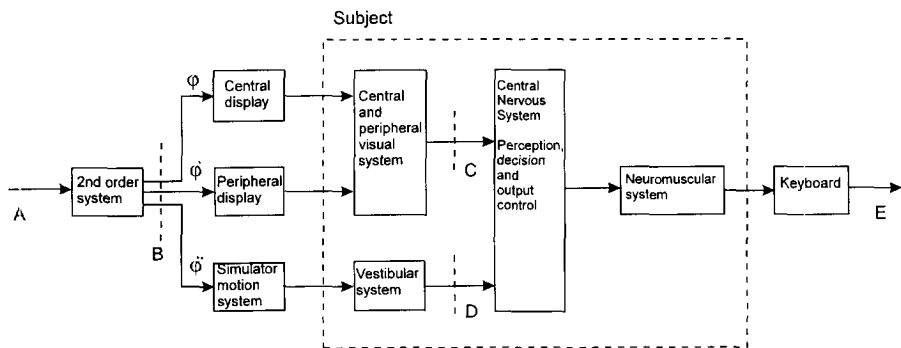 Subject
φ
Central
display
Central
and
peripheral
visual
system
Central
Nervous
System
Perception,
decision
and
output
control
2nd order
system
φ̇
Peripheral
display
Neuromuscular
system
Keyboard
A
B
C
E
φ̈
Simulator
motion
system
Vestibular
system
D